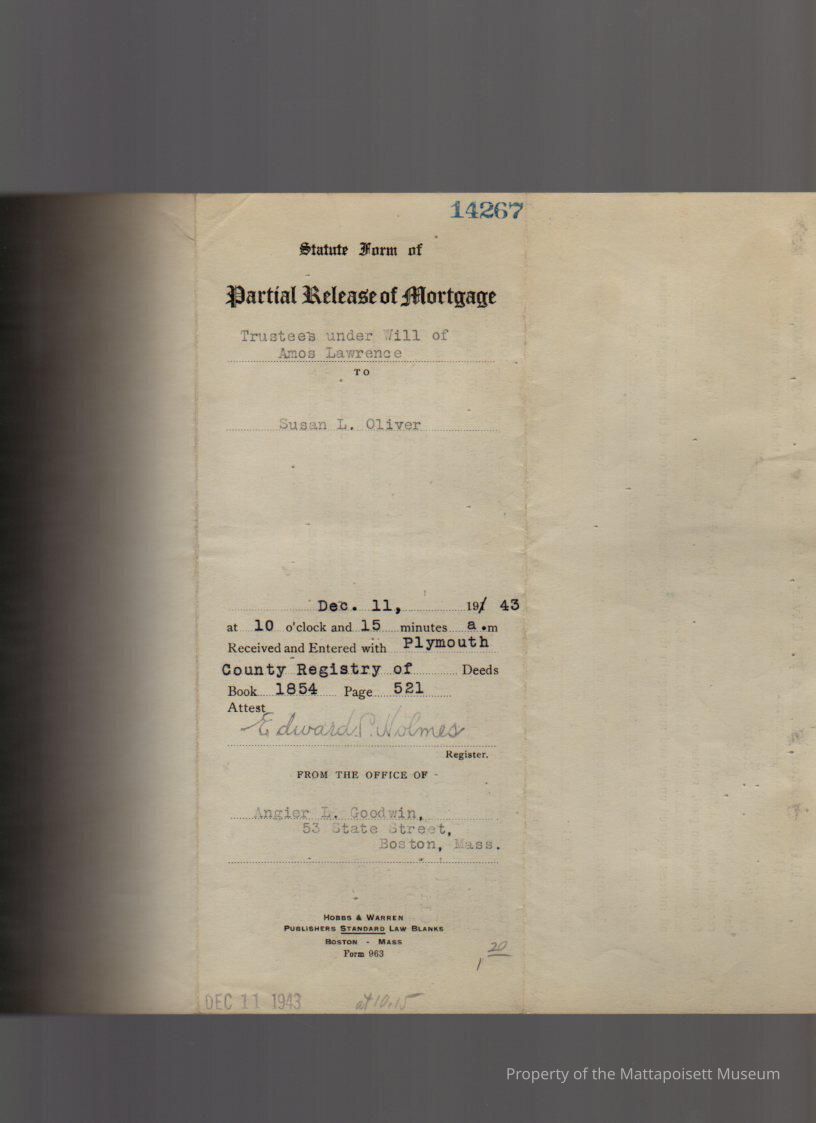 14267
Statute Form of
Partial Release of Mortgage
Trustees under Will of
Amos Lawrence
TO
Susan L. Oliver
Dec. 11, 19/ 43
at 10 o'clock and 15 minutes a.m
Received and Entered with Plymouth
County Registry of Deeds
Book 1854 Page 521
Attest
Edward P. Holmes
Register.
FROM THE OFFICE OF -
Angier L. Goodwin,
53 State Street,
Boston, Mass.
HOBBS & WARREN
PUBLISHERS STANDARD LAW BLANKS
BOSTON - MASS
Form 963
1 20
DEC 11 1943 at 10.15
Property of the Mattapoisett Museum